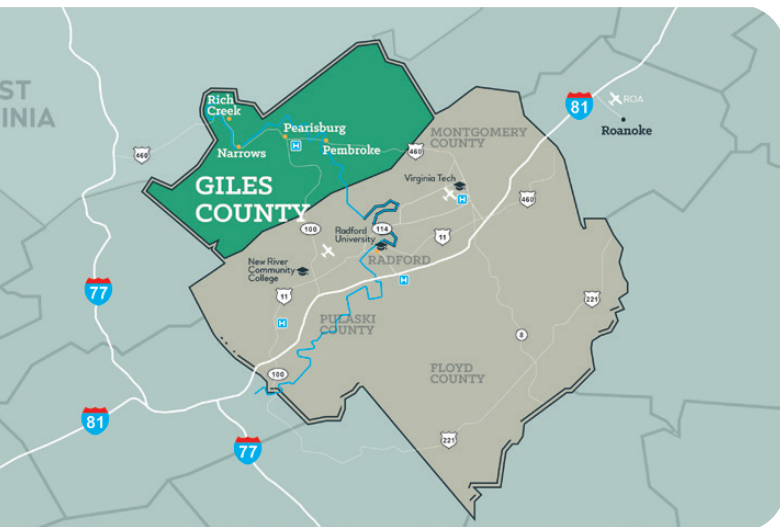 ST
INIA
Rich
Creek
Narrows
Pearisburg
H
Pembroke
GILES
COUNTY
460
460
MONTGOMERY
COUNTY
81
ROA
Roanoke
Virginia Tech
H
460
100
114
11
Radford
University
RADFORD
New River
Community
College
H
11
H
PULASKI
COUNTY
77
221
8
100
FLOYD
COUNTY
81
77
221